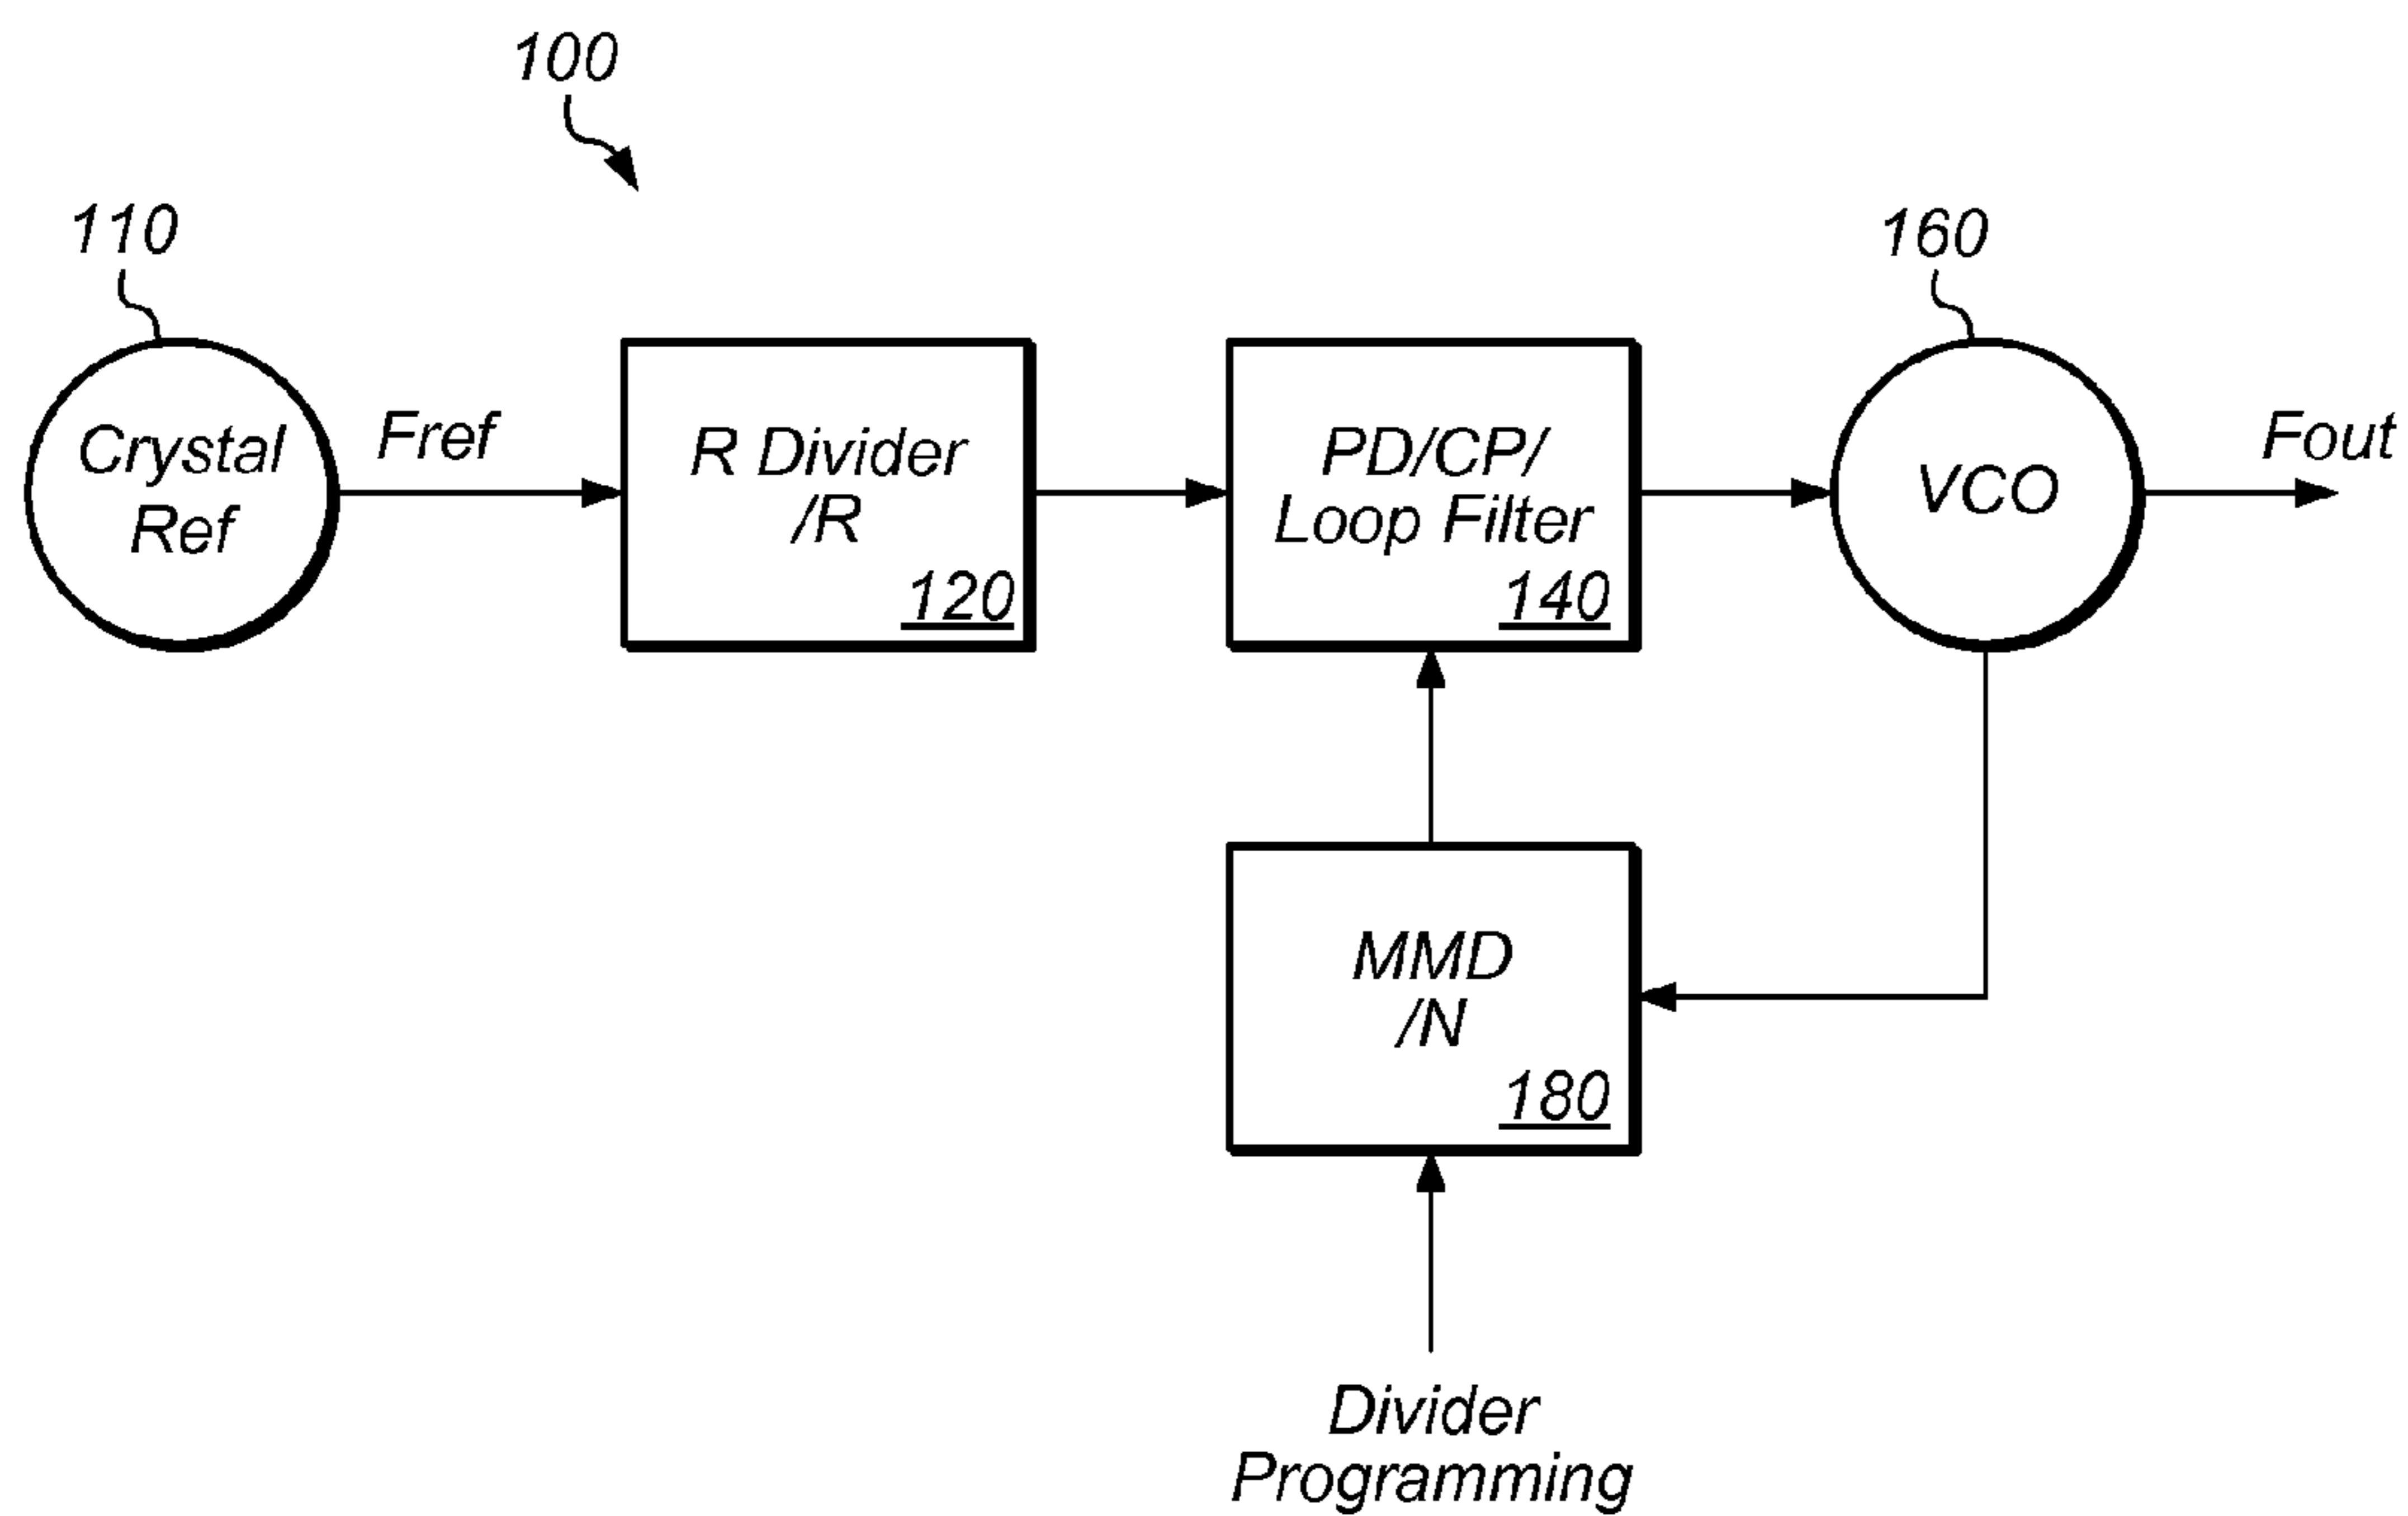 100
110
160
Crystal
Ref
Fref
R Divider
/R
120
PD/CP/
Loop Filter
140
VCO
Fout
MMD
/N
180
Divider
Programming